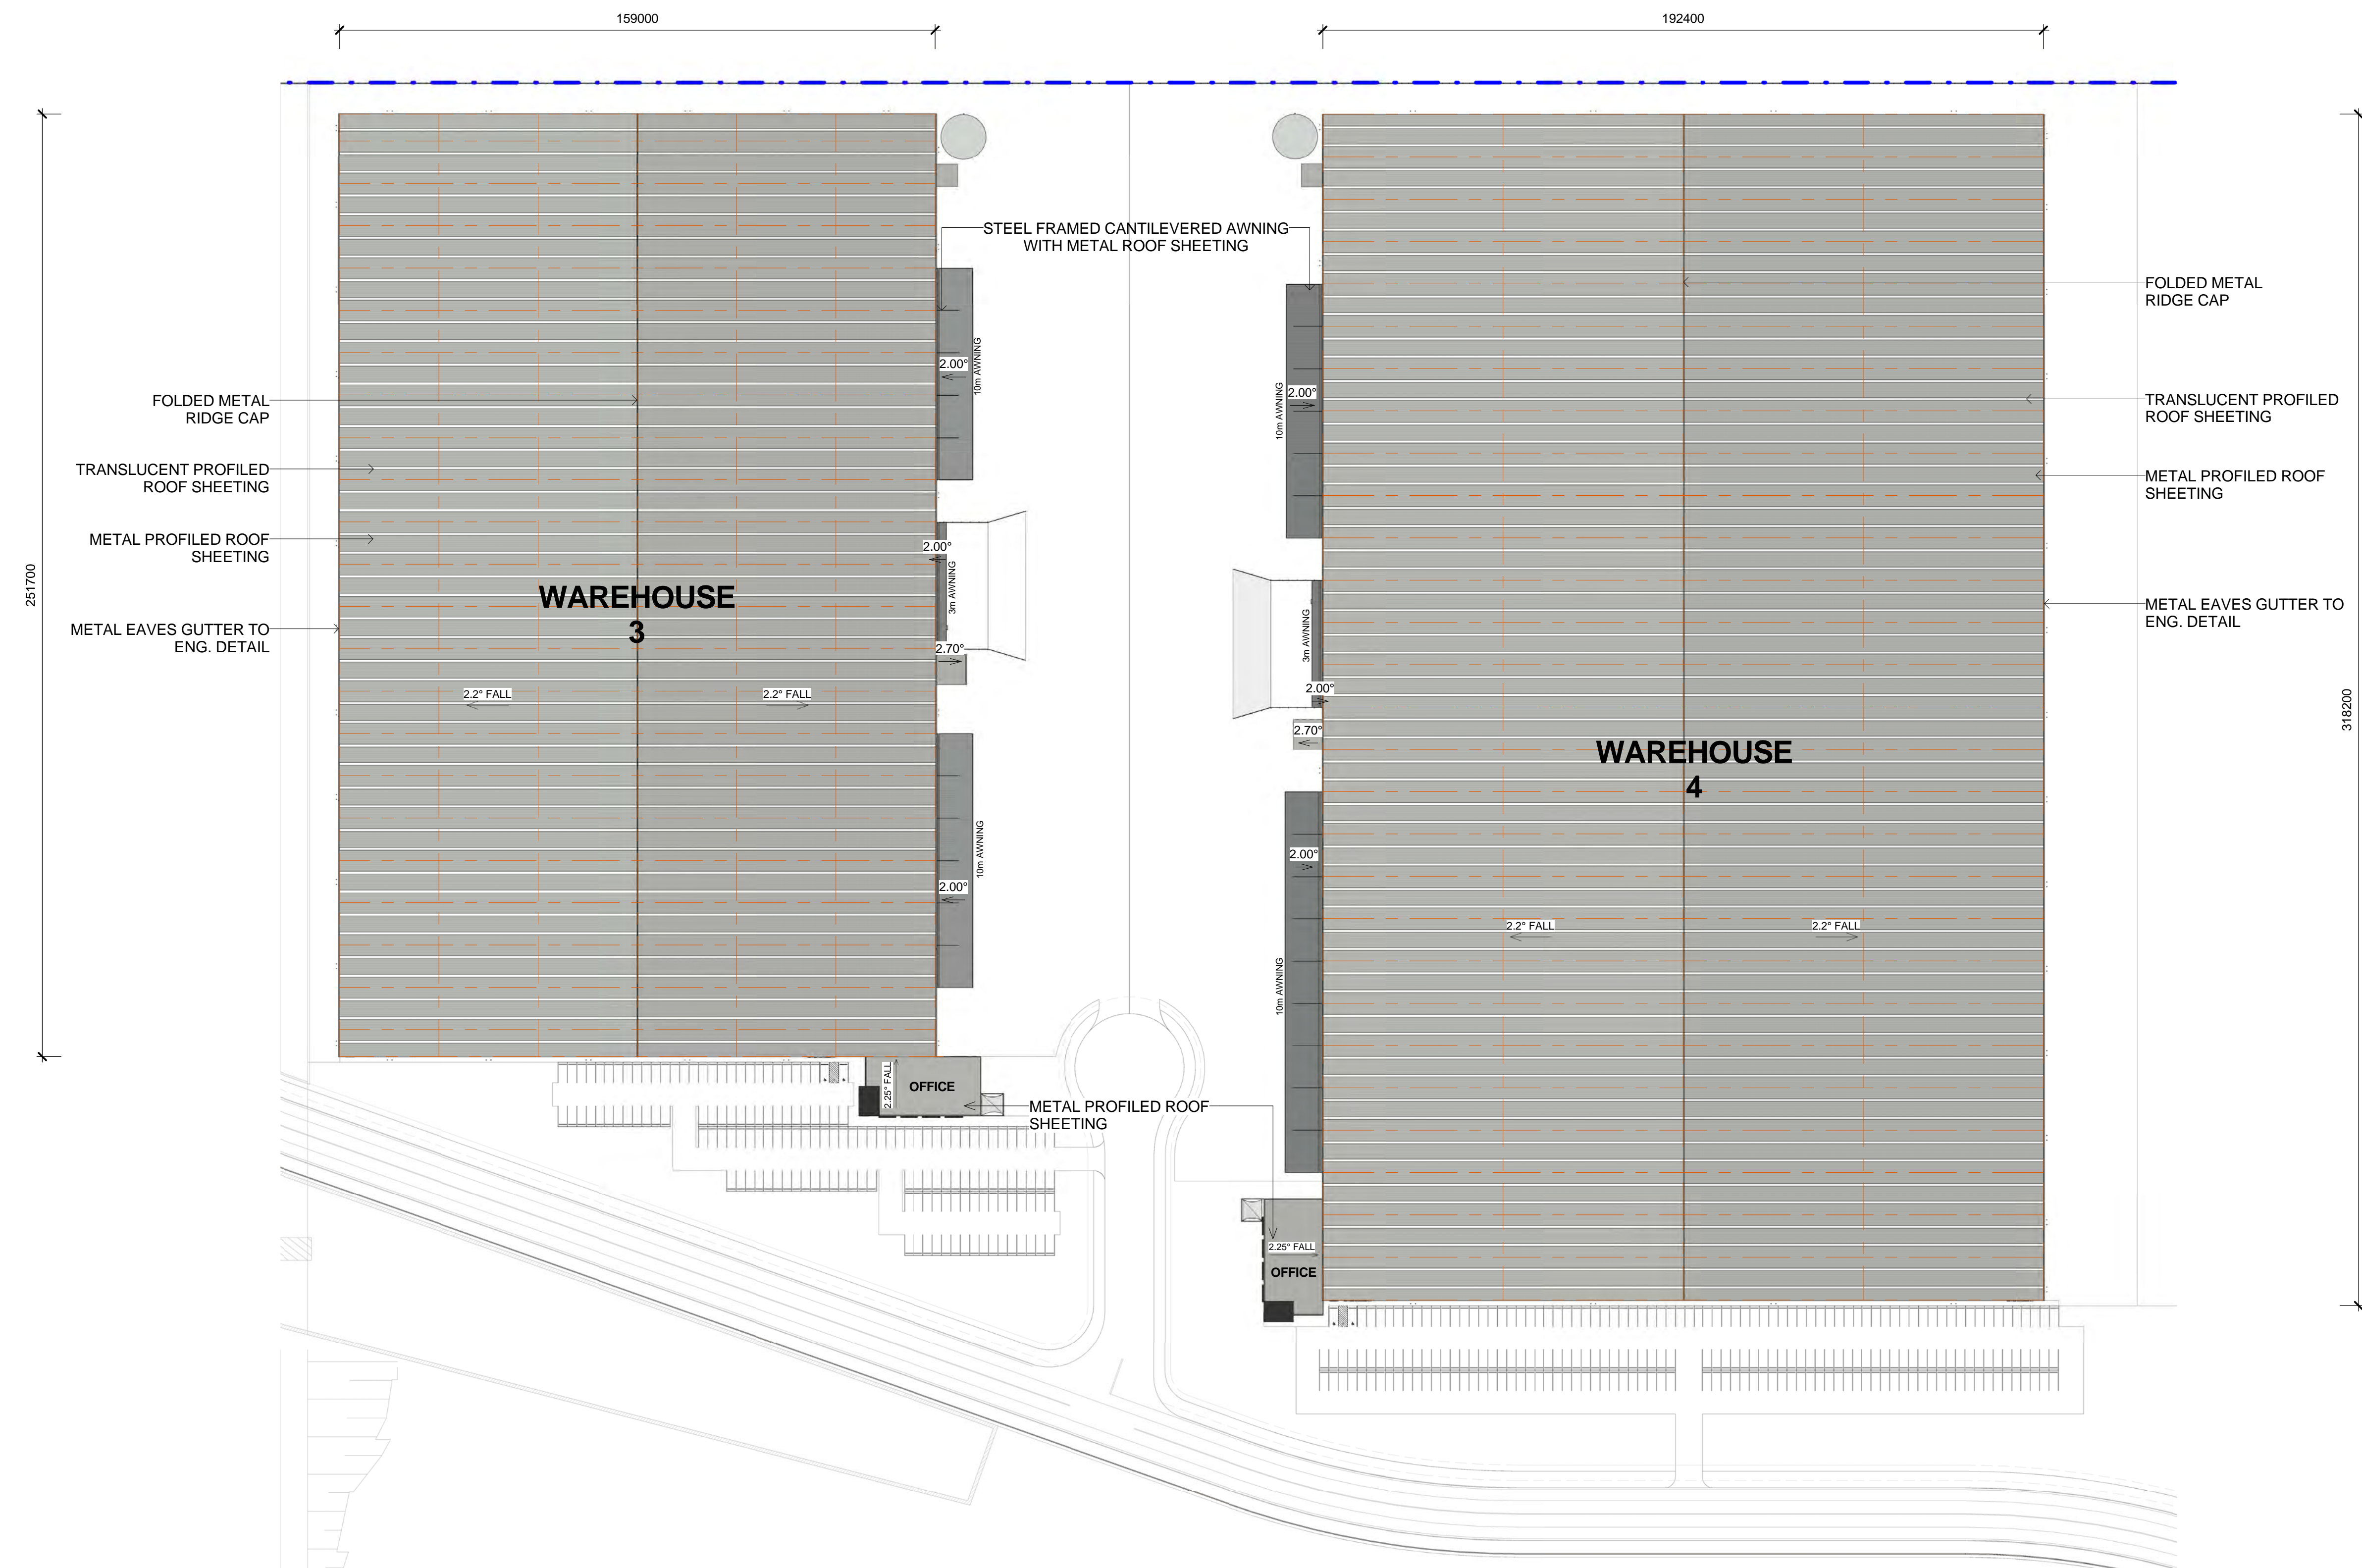 159000
192400
STEEL FRAMED CANTILEVERED AWNING
WITH METAL ROOF SHEETING
FOLDED METAL
RIDGE CAP
TRANSLUCENT PROFILED
ROOF SHEETING
METAL PROFILED ROOF
SHEETING
METAL EAVES GUTTER TO
ENG. DETAIL
251700
WAREHOUSE
3
2.2° FALL
2.2° FALL
2.00°
10m AWNING
2.00°
3m AWNING
2.70°
10m AWNING
2.00°
2.25° FALL
OFFICE
METAL PROFILED ROOF
SHEETING
10m AWNING
2.00°
3m AWNING
2.00°
2.70°
2.00°
10m AWNING
2.25° FALL
OFFICE
WAREHOUSE
4
2.2° FALL
2.2° FALL
FOLDED METAL
RIDGE CAP
TRANSLUCENT PROFILED
ROOF SHEETING
METAL PROFILED ROOF
SHEETING
METAL EAVES GUTTER TO
ENG. DETAIL
318200